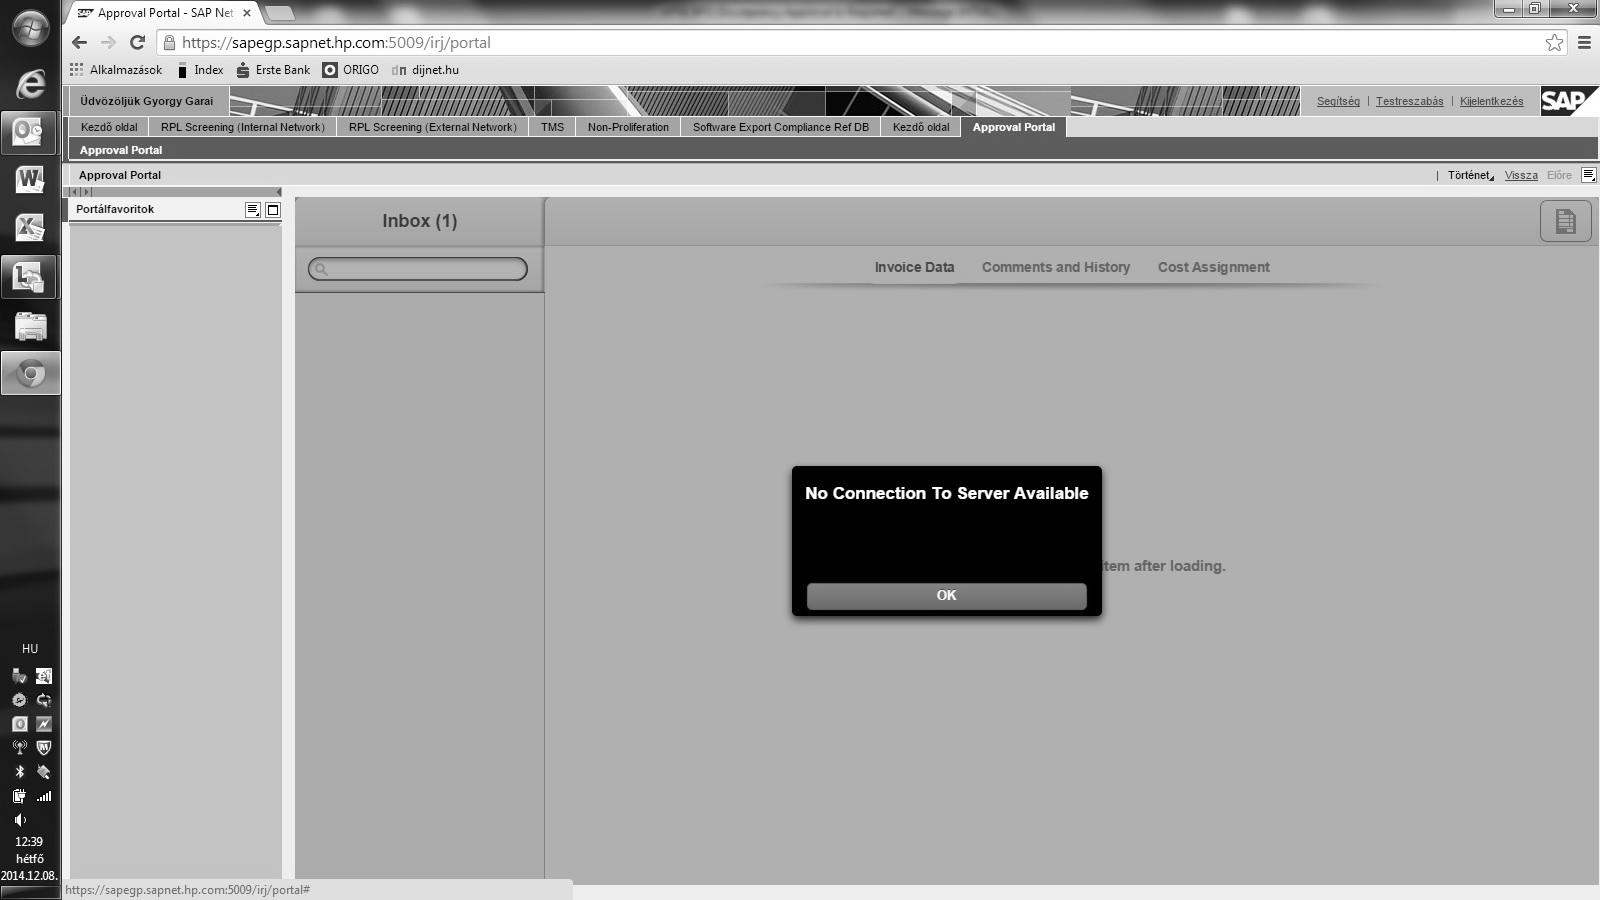 SAP Approval Portal - SAP Net
https://sapegp.sapnet.hp.com:5009/irj/portal
Alkalmazások Index Erste Bank ORIGO dn dijnet.hu
Üdvözöljük Gyorgy Garai
Segítség | Testreszabás | Kijelentkezés
SAP
Kezdő oldal RPL Screening (Internal Network) RPL Screening (External Network) TMS Non-Proliferation Software Export Compliance Ref DB Kezdő oldal Approval Portal
Approval Portal
Approval Portal
| Történet Vissza Előre
Portálfavoritok
Inbox (1)
Invoice Data Comments and History Cost Assignment
No Connection To Server Available
item after loading.
OK
HU
12:39
hétfő
2014.12.08.
https://sapegp.sapnet.hp.com:5009/irj/portal#